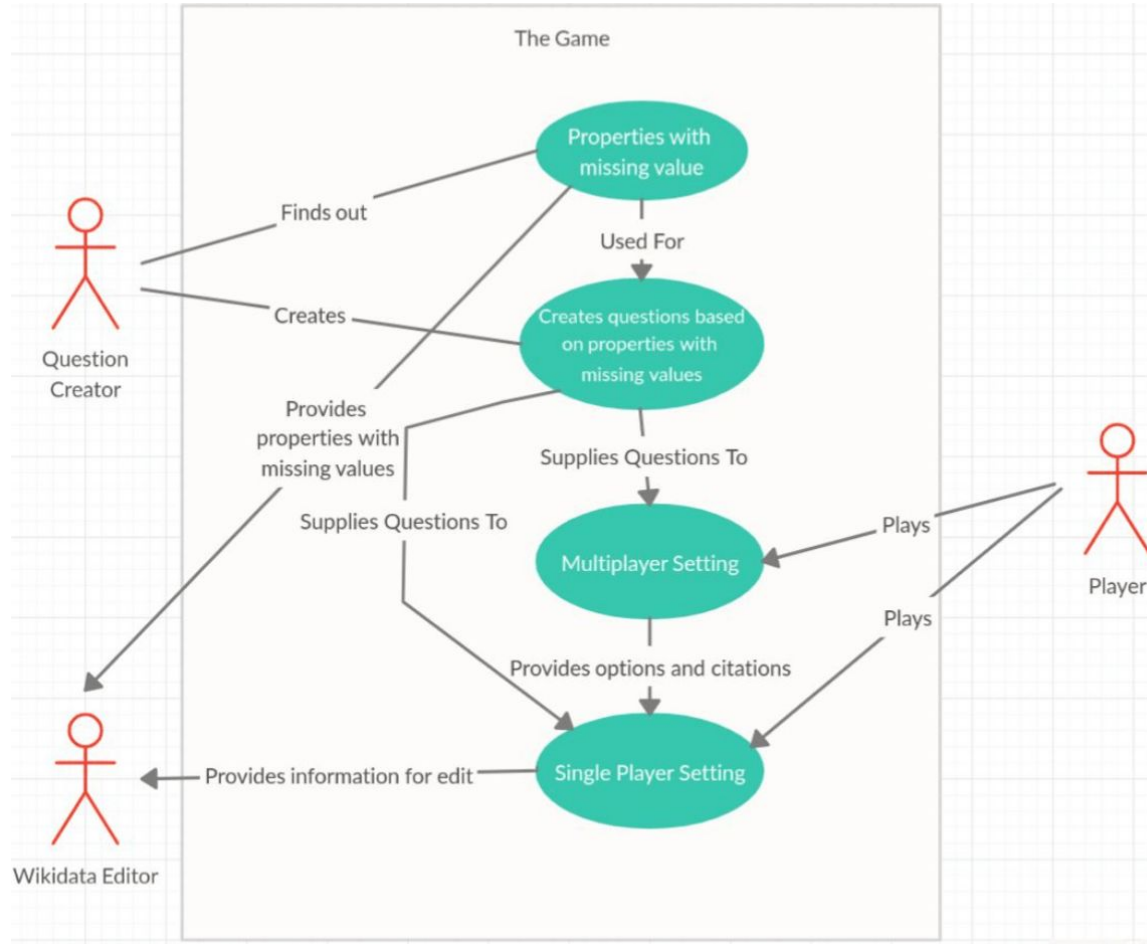 The Game
Properties with
missing value
Finds out
Used For
Creates
Creates questions based
on properties with
missing values
Question
Creator
Provides
properties with
missing values
Supplies Questions To
Supplies Questions To
Plays
Multiplayer Setting
Player
Plays
Provides options and citations
Single Player Setting
Provides information for edit
Wikidata Editor